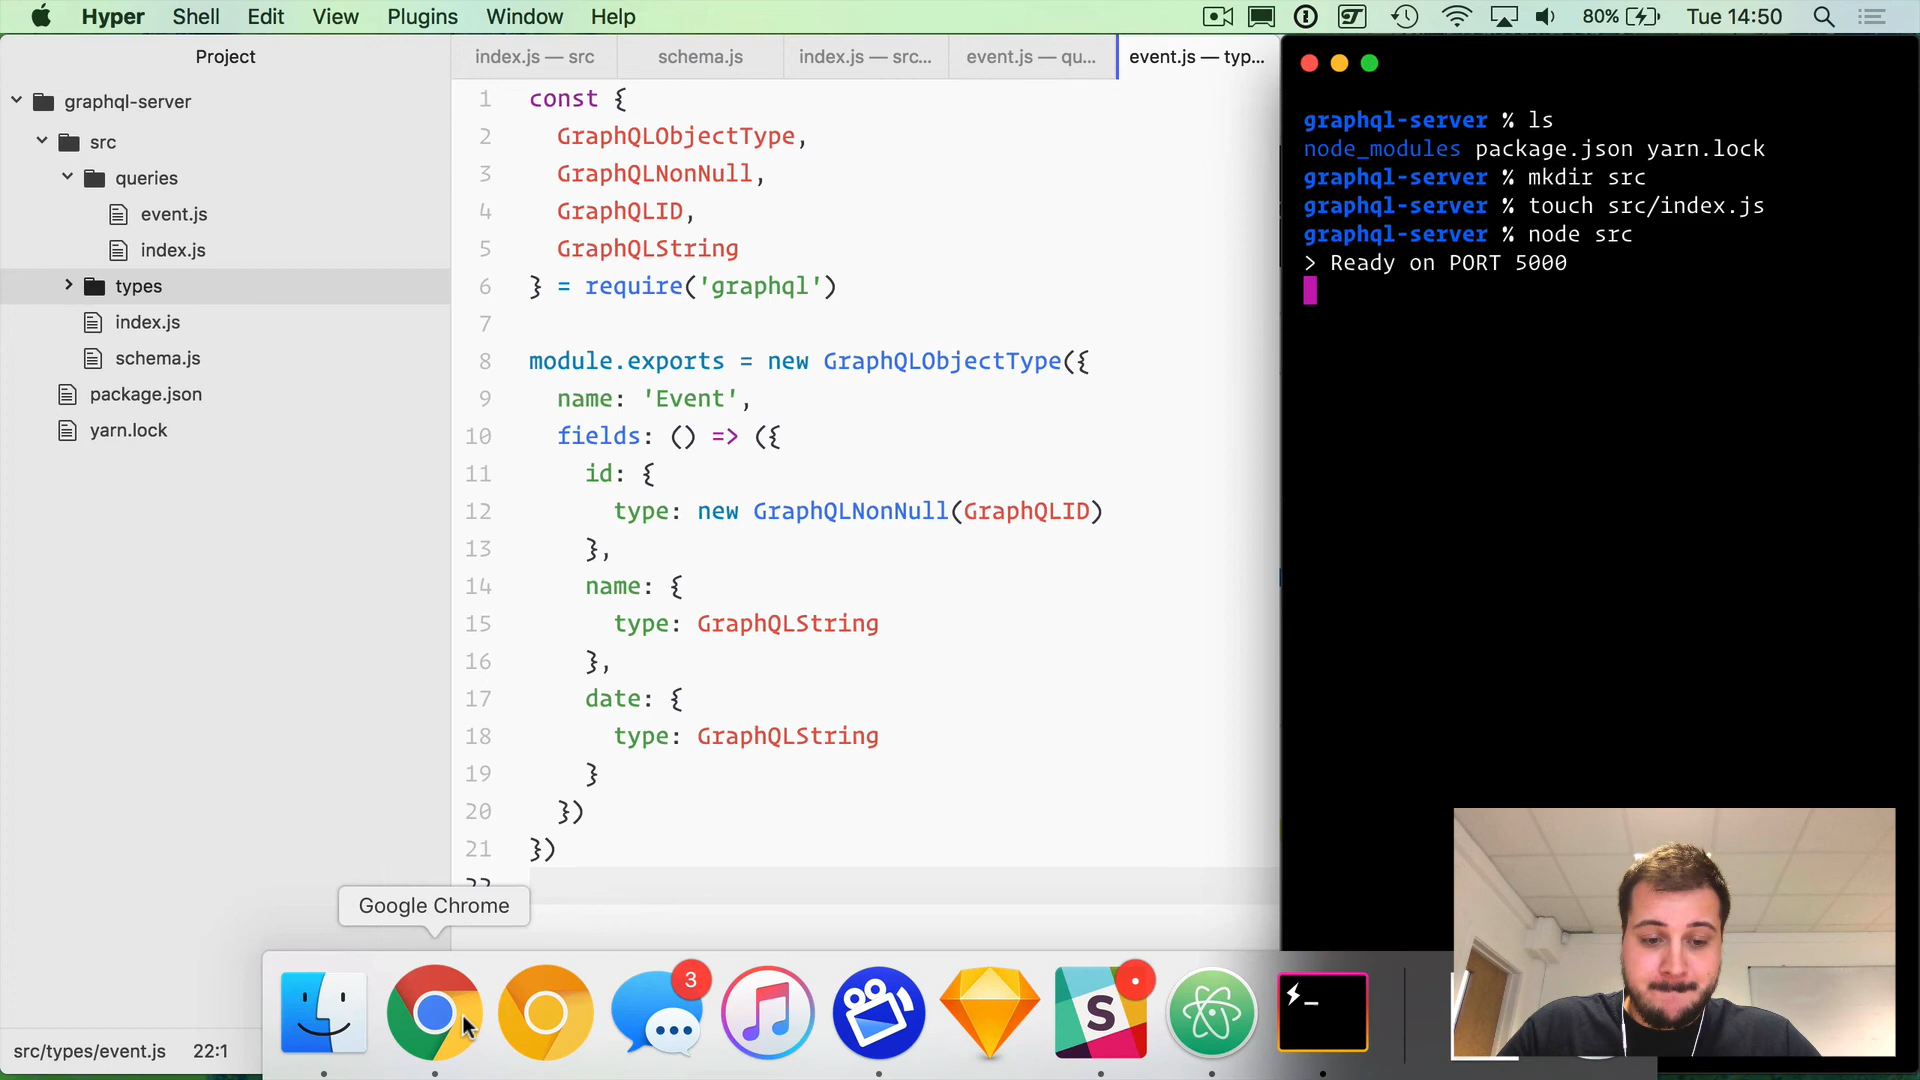 Hyper Shell Edit View Plugins Window Help 80% Tue 14:50
Project
graphql-server
src
queries
event.js
index.js
types
index.js
schema.js
package.json
yarn.lock
src/types/event.js 22:1
index.js — src schema.js index.js — src... event.js — qu... event.js — typ...
1 const {
2 GraphQLObjectType,
3 GraphQLNonNull,
4 GraphQLID,
5 GraphQLString
6 } = require('graphql')
7
8 module.exports = new GraphQLObjectType({
9 name: 'Event',
10 fields: () => ({
11 id: {
12 type: new GraphQLNonNull(GraphQLID)
13 },
14 name: {
15 type: GraphQLString
16 },
17 date: {
18 type: GraphQLString
19 }
20 })
21 })
22
graphql-server % ls
node_modules package.json yarn.lock
graphql-server % mkdir src
graphql-server % touch src/index.js
graphql-server % node src
> Ready on PORT 5000
Google Chrome
3
S